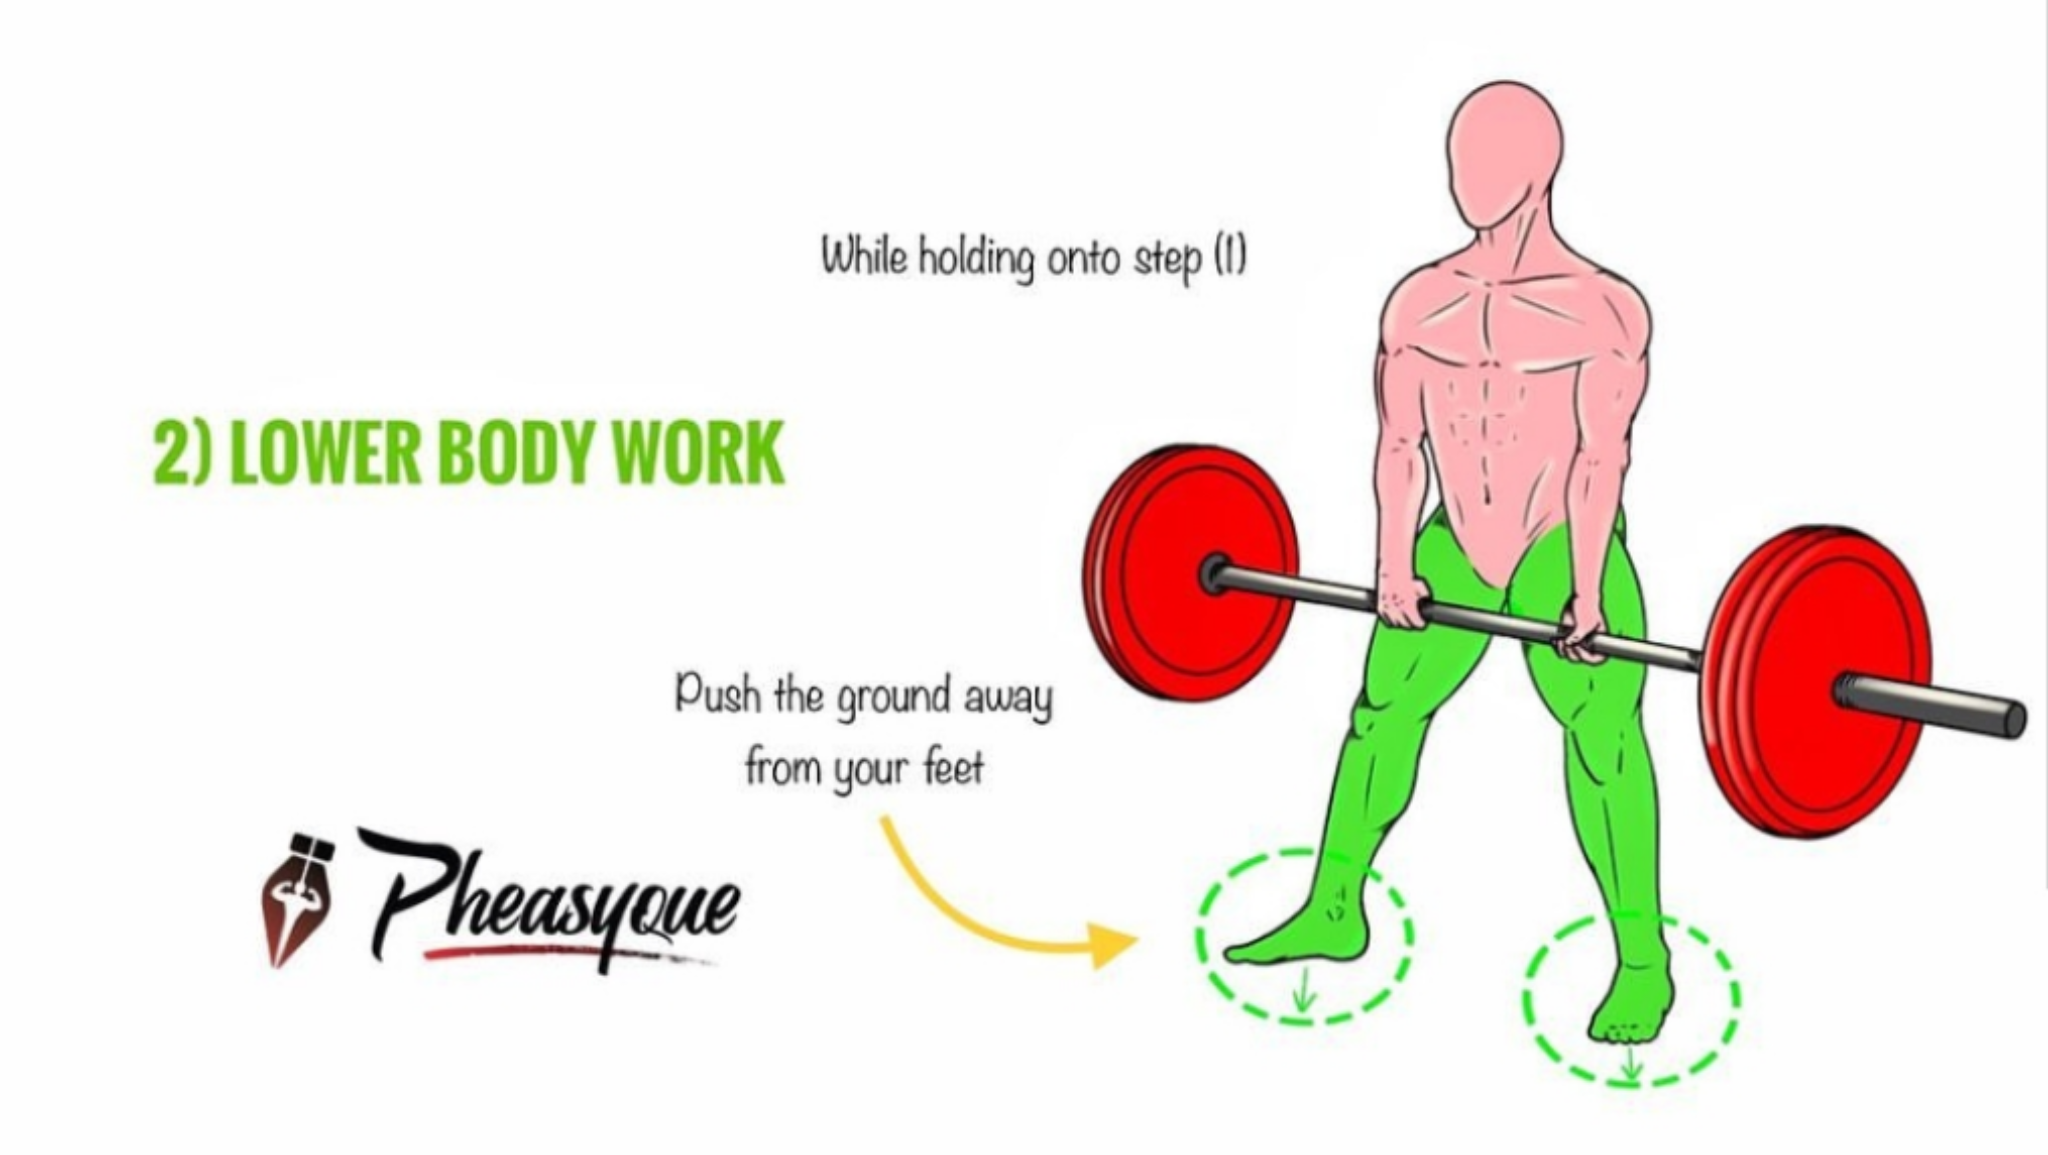 While holding onto step (1)
2) LOWER BODY WORK
Push the ground away
from your feet
Pheasyque